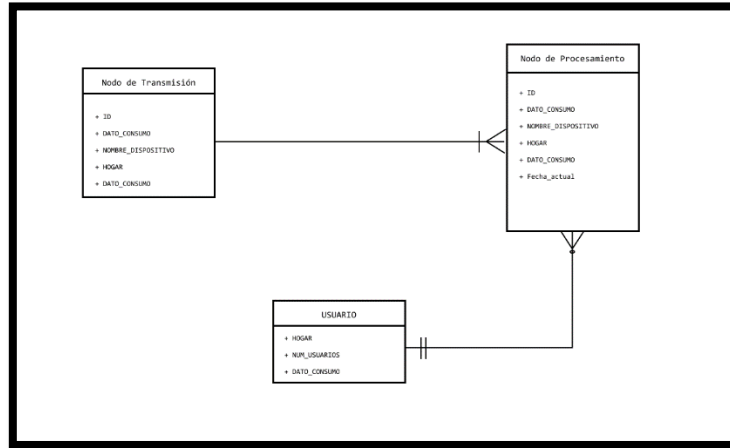 Nodo de Transmisión
+ ID
+ DATO_CONSUMO
+ NOMBRE_DISPOSITIVO
+ HOGAR
+ DATO_CONSUMO
Nodo de Procesamiento
+ ID
+ DATO_CONSUMO
+ NOMBRE_DISPOSITIVO
+ HOGAR
+ DATO_CONSUMO
+ Fecha_actual
USUARIO
+ HOGAR
+ NUM_USUARIOS
+ DATO_CONSUMO